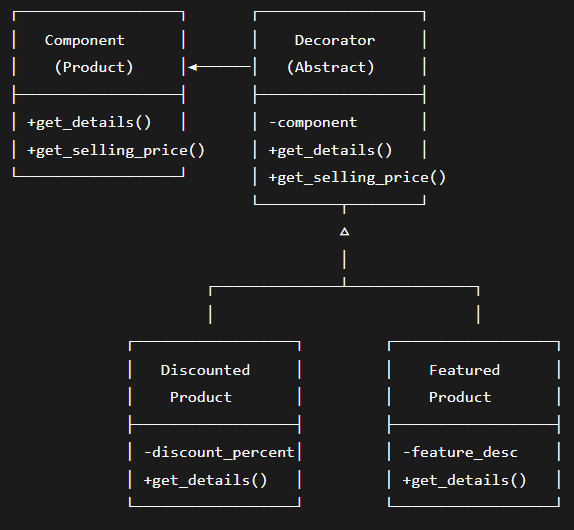 Component
(Product)
+get_details()
+get_selling_price()
Decorator
(Abstract)
-component
+get_details()
+get_selling_price()
Discounted
Product
-discount_percent
+get_details()
Featured
Product
-feature_desc
+get_details()